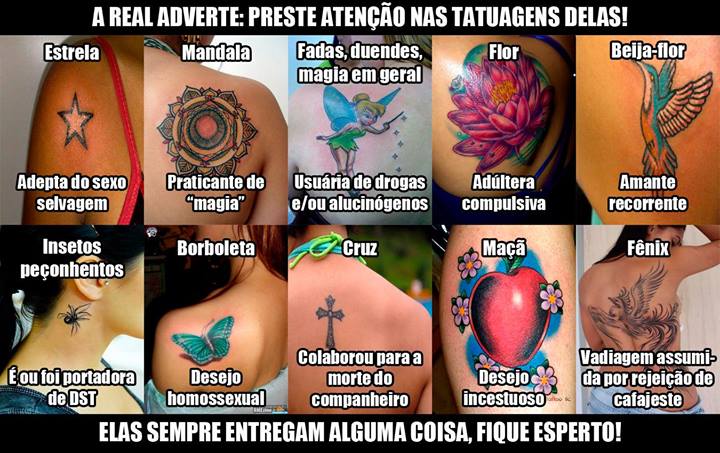 A REAL ADVERTE: PRESTE ATENÇÃO NAS TATUAGENS DELAS!
Estrela
Adepta do sexo
selvagem
Mandala
Praticante de
“magia”
Fadas, duendes,
magia em geral
Usuária de drogas
e/ou alucinógenos
Flor
Adúltera
compulsiva
Beija-flor
Amante
recorrente
Insetos
peçonhentos
É ou foi portadora
de DST
Borboleta
Desejo
homossexual
Cruz
Colaborou para a
morte do
companheiro
Maçã
Desejo
incestuoso
Fênix
Vadiagem assumi-
da por rejeição de
cafajeste
ELAS SEMPRE ENTREGAM ALGUMA COISA, FIQUE ESPERTO!